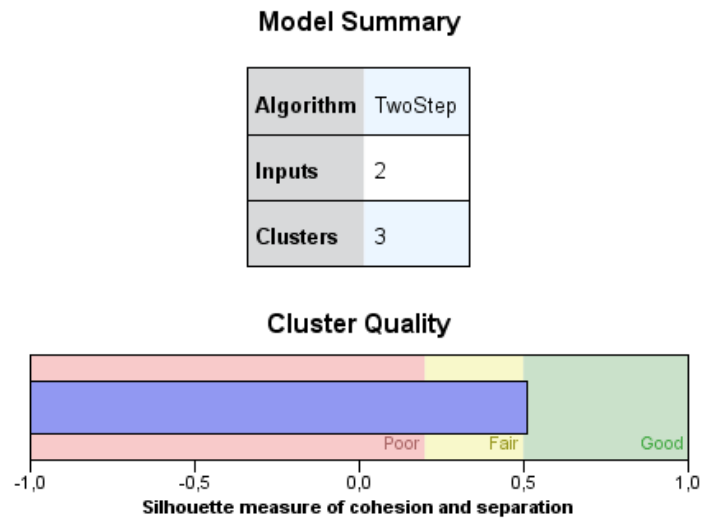 Model Summary
Algorithm TwoStep
Inputs 2
Clusters 3
Cluster Quality
Poor Fair Good
-1,0 -0,5 0,0 0,5 1,0
Silhouette measure of cohesion and separation